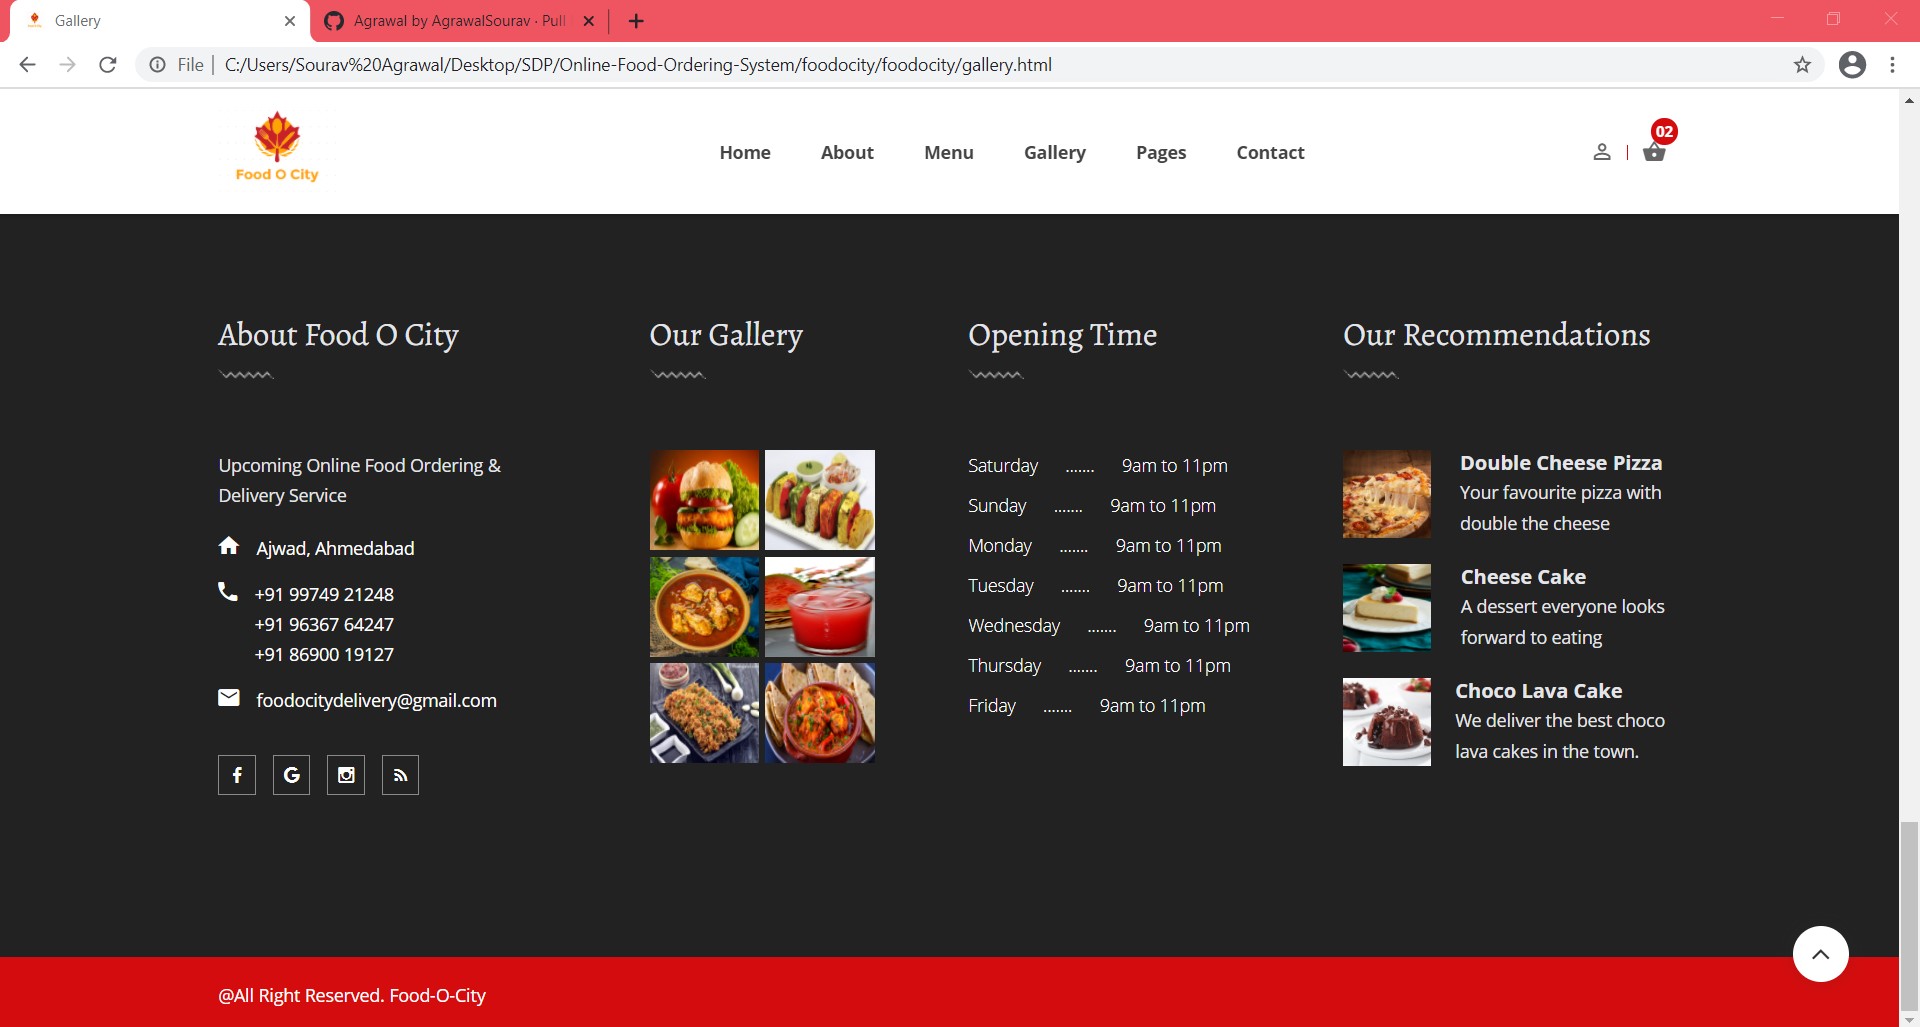 Gallery
Agrawal by AgrawalSourav · Pull
File
C:/Users/Sourav%20Agrawal/Desktop/SDP/Online-Food-Ordering-System/foodocity/foodocity/gallery.html
Food O City
Home About Menu Gallery Pages Contact
02
About Food O City
Upcoming Online Food Ordering &
Delivery Service
Ajwad, Ahmedabad
+91 99749 21248
+91 96367 64247
+91 86900 19127
foodocitydelivery@gmail.com
Our Gallery
Opening Time
Saturday ....... 9am to 11pm
Sunday ....... 9am to 11pm
Monday ....... 9am to 11pm
Tuesday ....... 9am to 11pm
Wednesday ....... 9am to 11pm
Thursday ....... 9am to 11pm
Friday ....... 9am to 11pm
Our Recommendations
Double Cheese Pizza
Your favourite pizza with
double the cheese
Cheese Cake
A dessert everyone looks
forward to eating
Choco Lava Cake
We deliver the best choco
lava cakes in the town.
@All Right Reserved. Food-O-City